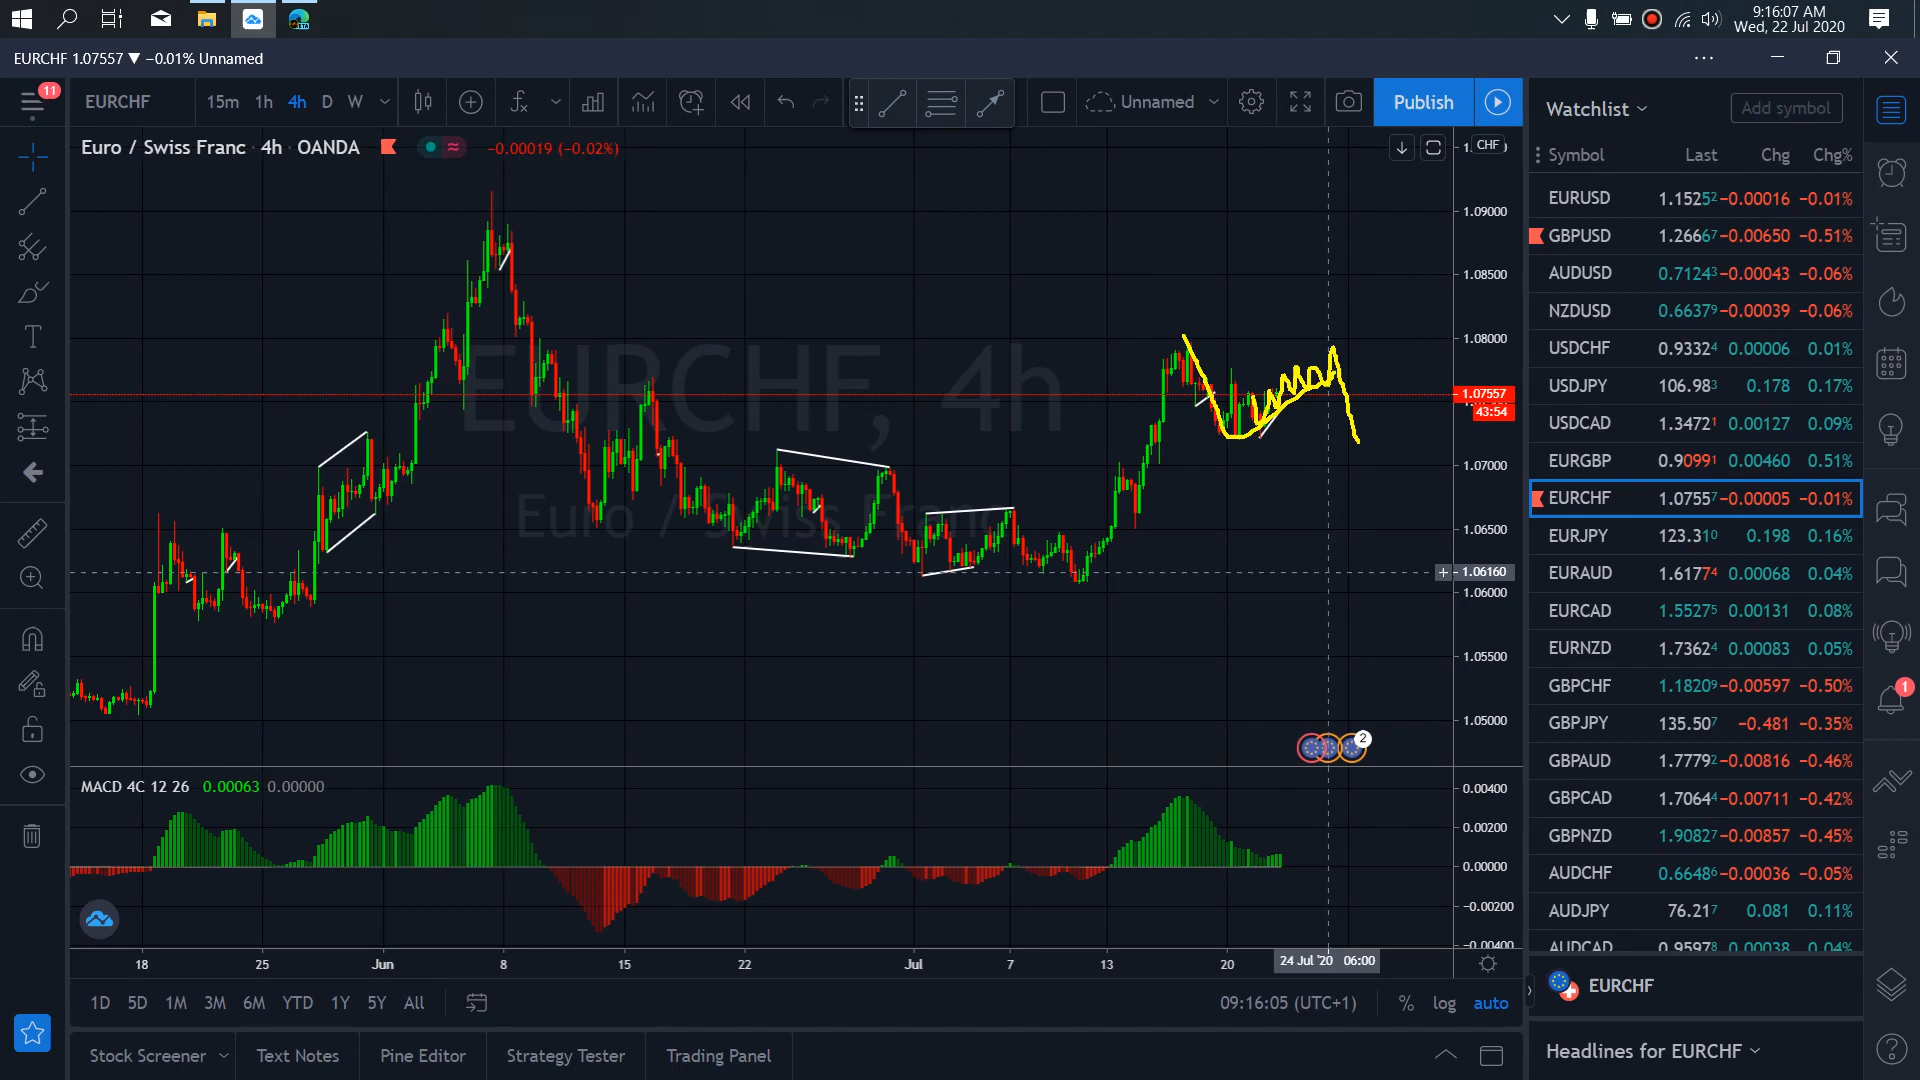 9:16:07 AM
Wed, 22 Jul 2020
EURCHF 1.07557 ▼ −0.01% Unnamed
11
EURCHF
15m 1h 4h D W
Unnamed
Publish
Euro / Swiss Franc · 4h · OANDA
-0.00019 (-0.02%)
CHF
EURCHF, 4h
Euro / Swiss Franc
1.09000
1.08500
1.08000
1.07557
43:54
1.07000
1.06500
1.06160
1.06000
1.05500
1.05000
2
MACD 4C 12 26 0.00063 0.00000
0.00400
0.00200
0.00000
−0.00200
−0.00400
18 25 Jun 8 15 22 Jul 7 13 20 24 Jul '20 06:00
1D 5D 1M 3M 6M YTD 1Y 5Y All
09:16:05 (UTC+1) % log auto
Stock Screener Text Notes Pine Editor Strategy Tester Trading Panel
Watchlist
Add symbol
Symbol Last Chg Chg%
EURUSD 1.15252 −0.00016 −0.01%
GBPUSD 1.26667 −0.00650 −0.51%
AUDUSD 0.71243 −0.00043 −0.06%
NZDUSD 0.66379 −0.00039 −0.06%
USDCHF 0.93324 0.00006 0.01%
USDJPY 106.983 0.178 0.17%
USDCAD 1.34721 0.00127 0.09%
EURGBP 0.90991 0.00460 0.51%
EURCHF 1.07557 −0.00005 −0.01%
EURJPY 123.310 0.198 0.16%
EURAUD 1.61774 0.00068 0.04%
EURCAD 1.55275 0.00131 0.08%
EURNZD 1.73624 0.00083 0.05%
GBPCHF 1.18209 −0.00597 −0.50%
GBPJPY 135.507 −0.481 −0.35%
GBPAUD 1.77792 −0.00816 −0.46%
GBPCAD 1.70644 −0.00711 −0.42%
GBPNZD 1.90827 −0.00857 −0.45%
AUDCHF 0.66486 −0.00036 −0.05%
AUDJPY 76.217 0.081 0.11%
AUDCAD 0.95978 0.00038 0.04%
EURCHF
Headlines for EURCHF
1